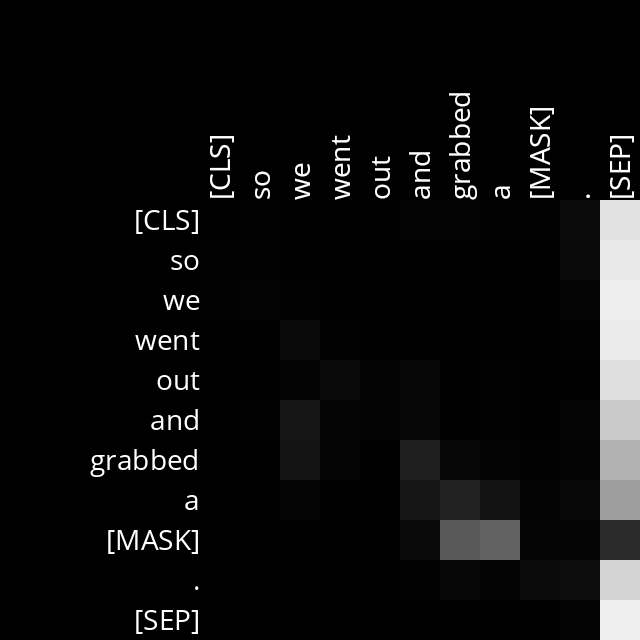 [CLS] so we went out and grabbed a [MASK] . [SEP]
[CLS]
so
we
went
out
and
grabbed
a
[MASK]
.
[SEP]